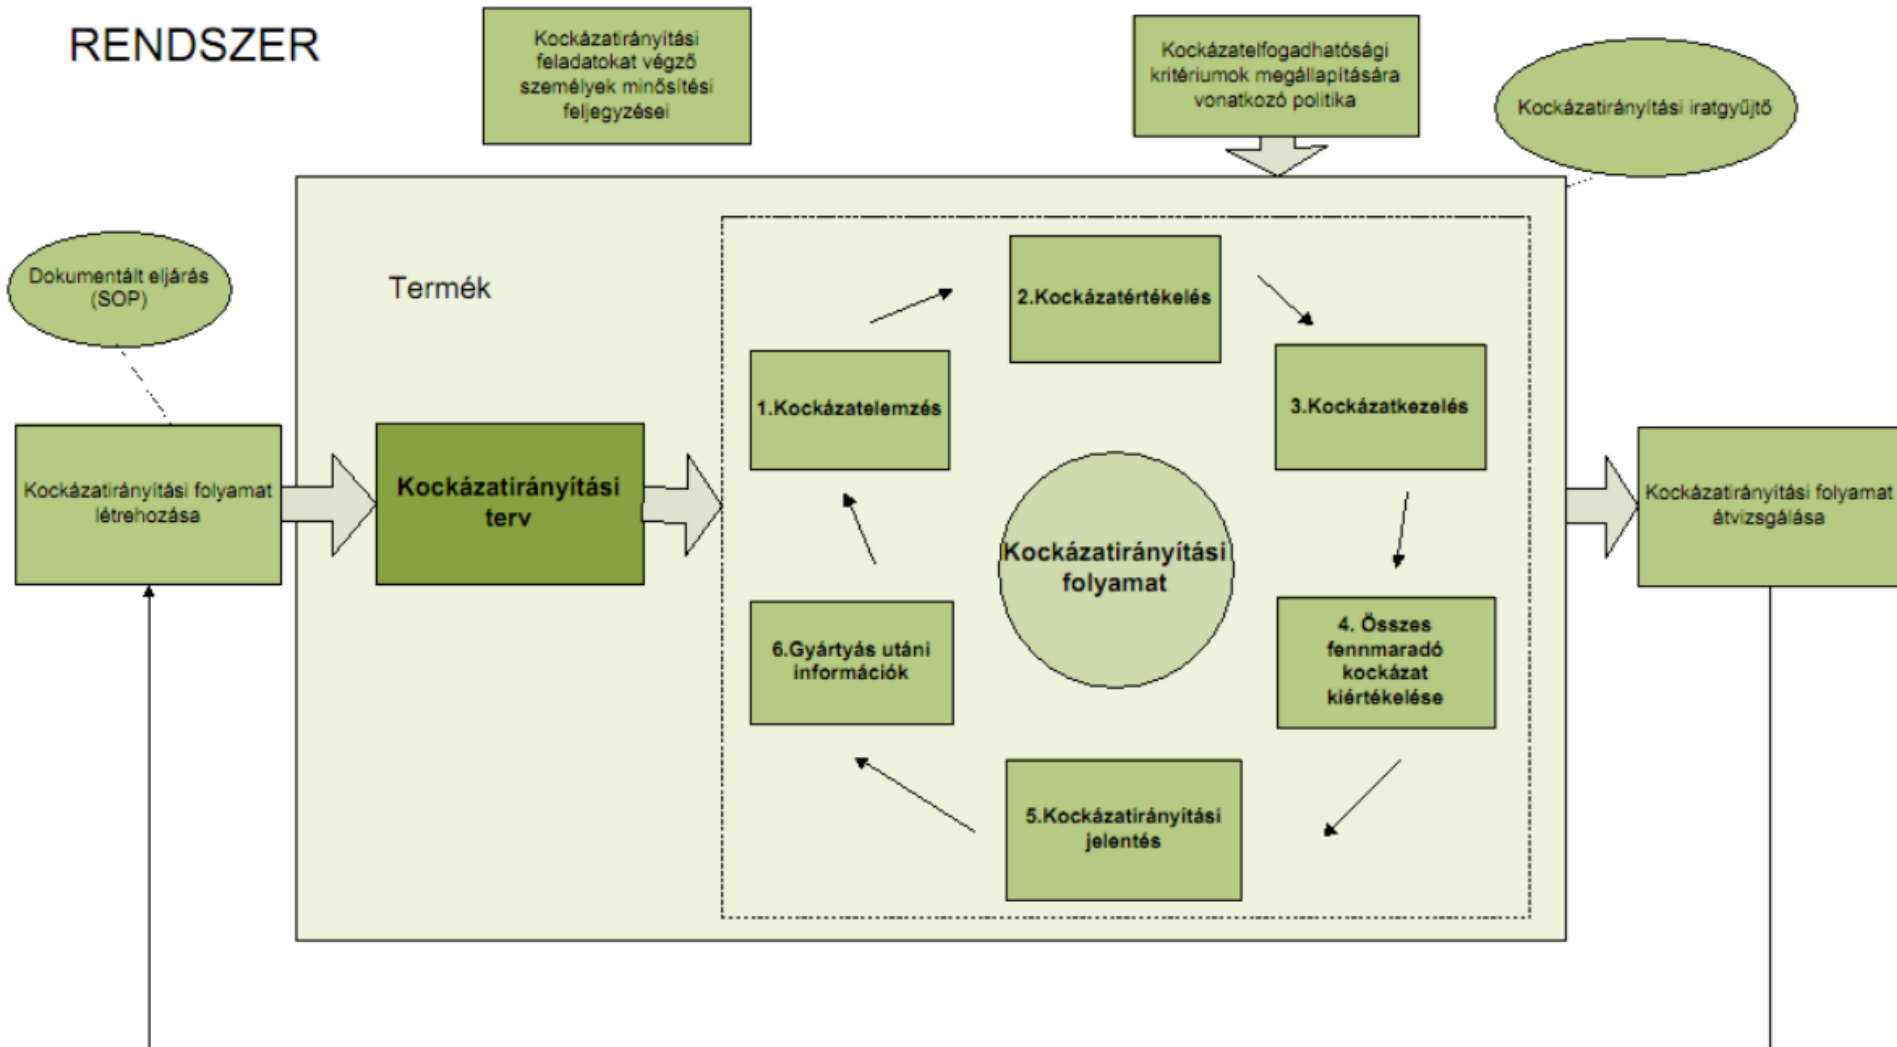 RENDSZER
Kockázatirányítási
feladatokat végző
személyek minősítési
feljegyzései
Kockázatelfogadhatósági
kritériumok megállapítására
vonatkozó politika
Kockázatirányítási iratgyűjtő
Dokumentált eljárás
(SOP)
Termék
2.Kockázatértékelés
1.Kockázatelemzés
3.Kockázatkezelés
Kockázatirányítási folyamat
létrehozása
Kockázatirányítási
terv
Kockázatirányítási
folyamat
Kockázatirányítási folyamat
átvizsgálása
6.Gyártyás utáni
információk
4. Összes
fennmaradó
kockázat
kiértékelése
5.Kockázatirányítási
jelentés